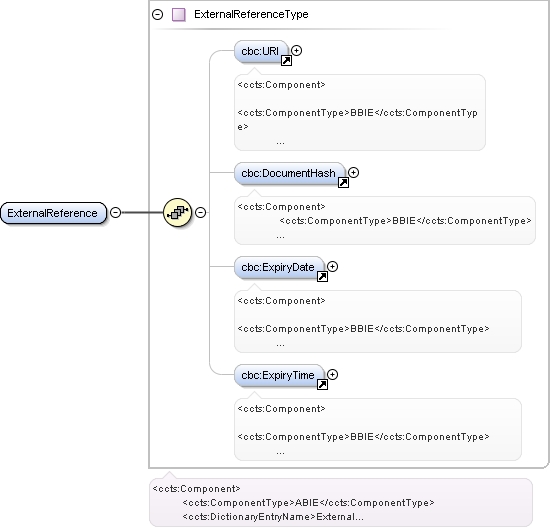 ExternalReferenceType
cbc:URI
<ccts:Component>
<ccts:ComponentType>BBIE</ccts:ComponentTyp
e>
...
cbc:DocumentHash
<ccts:Component>
<ccts:ComponentType>BBIE</ccts:ComponentType>
...
ExternalReference
cbc:ExpiryDate
<ccts:Component>
<ccts:ComponentType>BBIE</ccts:ComponentType>
...
cbc:ExpiryTime
<ccts:Component>
<ccts:ComponentType>BBIE</ccts:ComponentType>
...
<ccts:Component>
<ccts:ComponentType>ABIE</ccts:ComponentType>
<ccts:DictionaryEntryName>External...